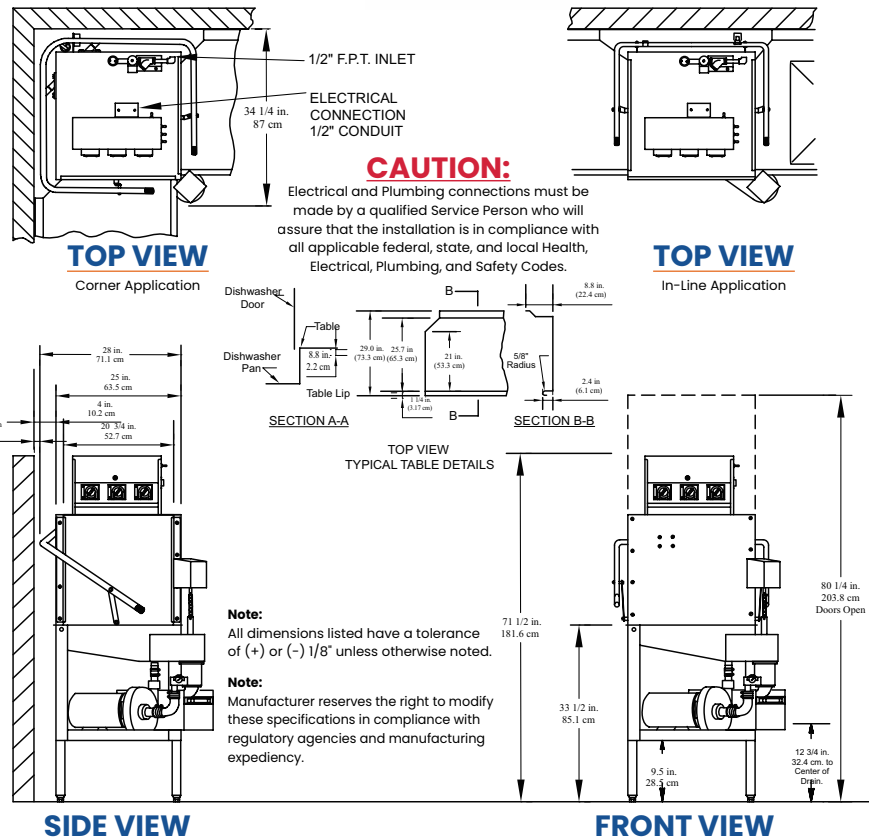 1/2" F.P.T. INLET
ELECTRICAL
CONNECTION
1/2" CONDUIT
34 1/4 in.
87 cm
CAUTION:
Electrical and Plumbing connections must be
made by a qualified Service Person who will
assure that the installation is in compliance with
all applicable federal, state, and local Health,
Electrical, Plumbing, and Safety Codes.
TOP VIEW
Corner Application
TOP VIEW
In-Line Application
Dishwasher
Door
Table
Dishwasher
Pan
8.8 in.
2.2 cm
Table Lip
SECTION A-A
B
29.0 in.
(73.3 cm)
25.7 in
(65.3 cm)
21 in.
(53.3 cm)
1 1/4 in.
(3.17 cm)
B
8.8 in.
(22.4 cm)
5/8"
Radius
2.4 in
(6.1 cm)
SECTION B-B
TOP VIEW
TYPICAL TABLE DETAILS
28 in.
71.1 cm
25 in.
63.5 cm
4 in.
10.2 cm
20 3/4 in.
52.7 cm
Note:
All dimensions listed have a tolerance
of (+) or (-) 1/8" unless otherwise noted.
Note:
Manufacturer reserves the right to modify
these specifications in compliance with
regulatory agencies and manufacturing
expediency.
71 1/2 in.
181.6 cm
33 1/2 in.
85.1 cm
9.5 in.
28.5 cm
80 1/4 in.
203.8 cm
Doors Open
12 3/4 in.
32.4 cm. to
Center of
Drain.
SIDE VIEW
FRONT VIEW